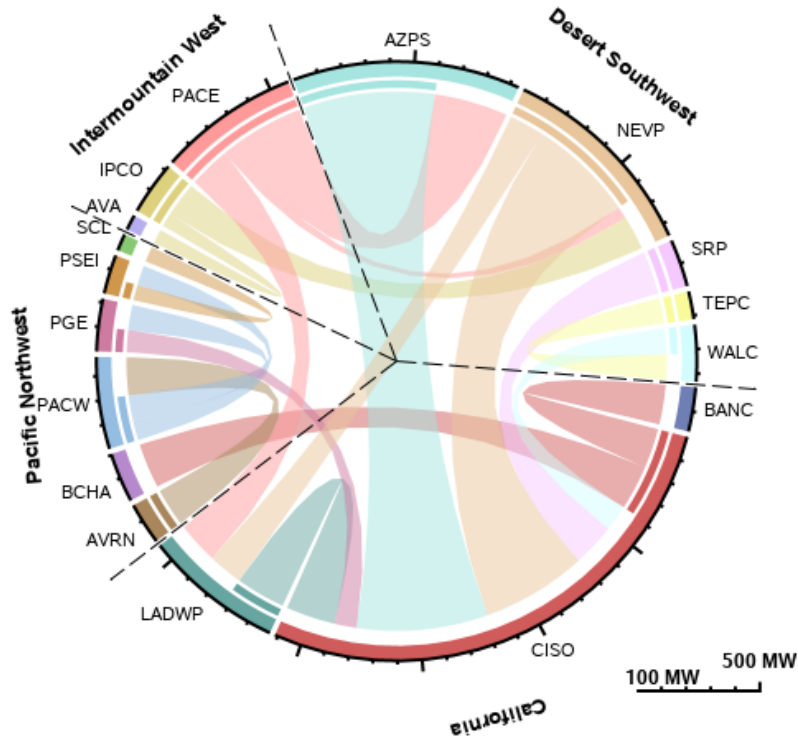 Intermountain West
AZPS
Desert Southwest
PACE
NEVP
IPCO
AVA
SCL
PSEI
SRP
TEPC
PGE
WALC
Pacific Northwest
PACW
BANC
BCHA
AVRN
LADWP
CISO
500 MW
100 MW
California